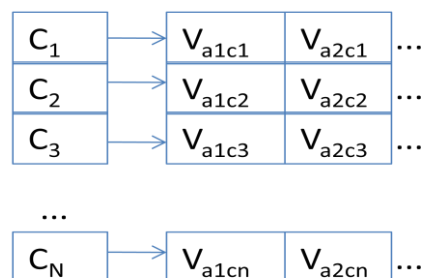 C1 Va1c1 Va2c1 ...
C2 Va1c2 Va2c2 ...
C3 Va1c3 Va2c3 ...
...
CN Va1cn Va2cn ...